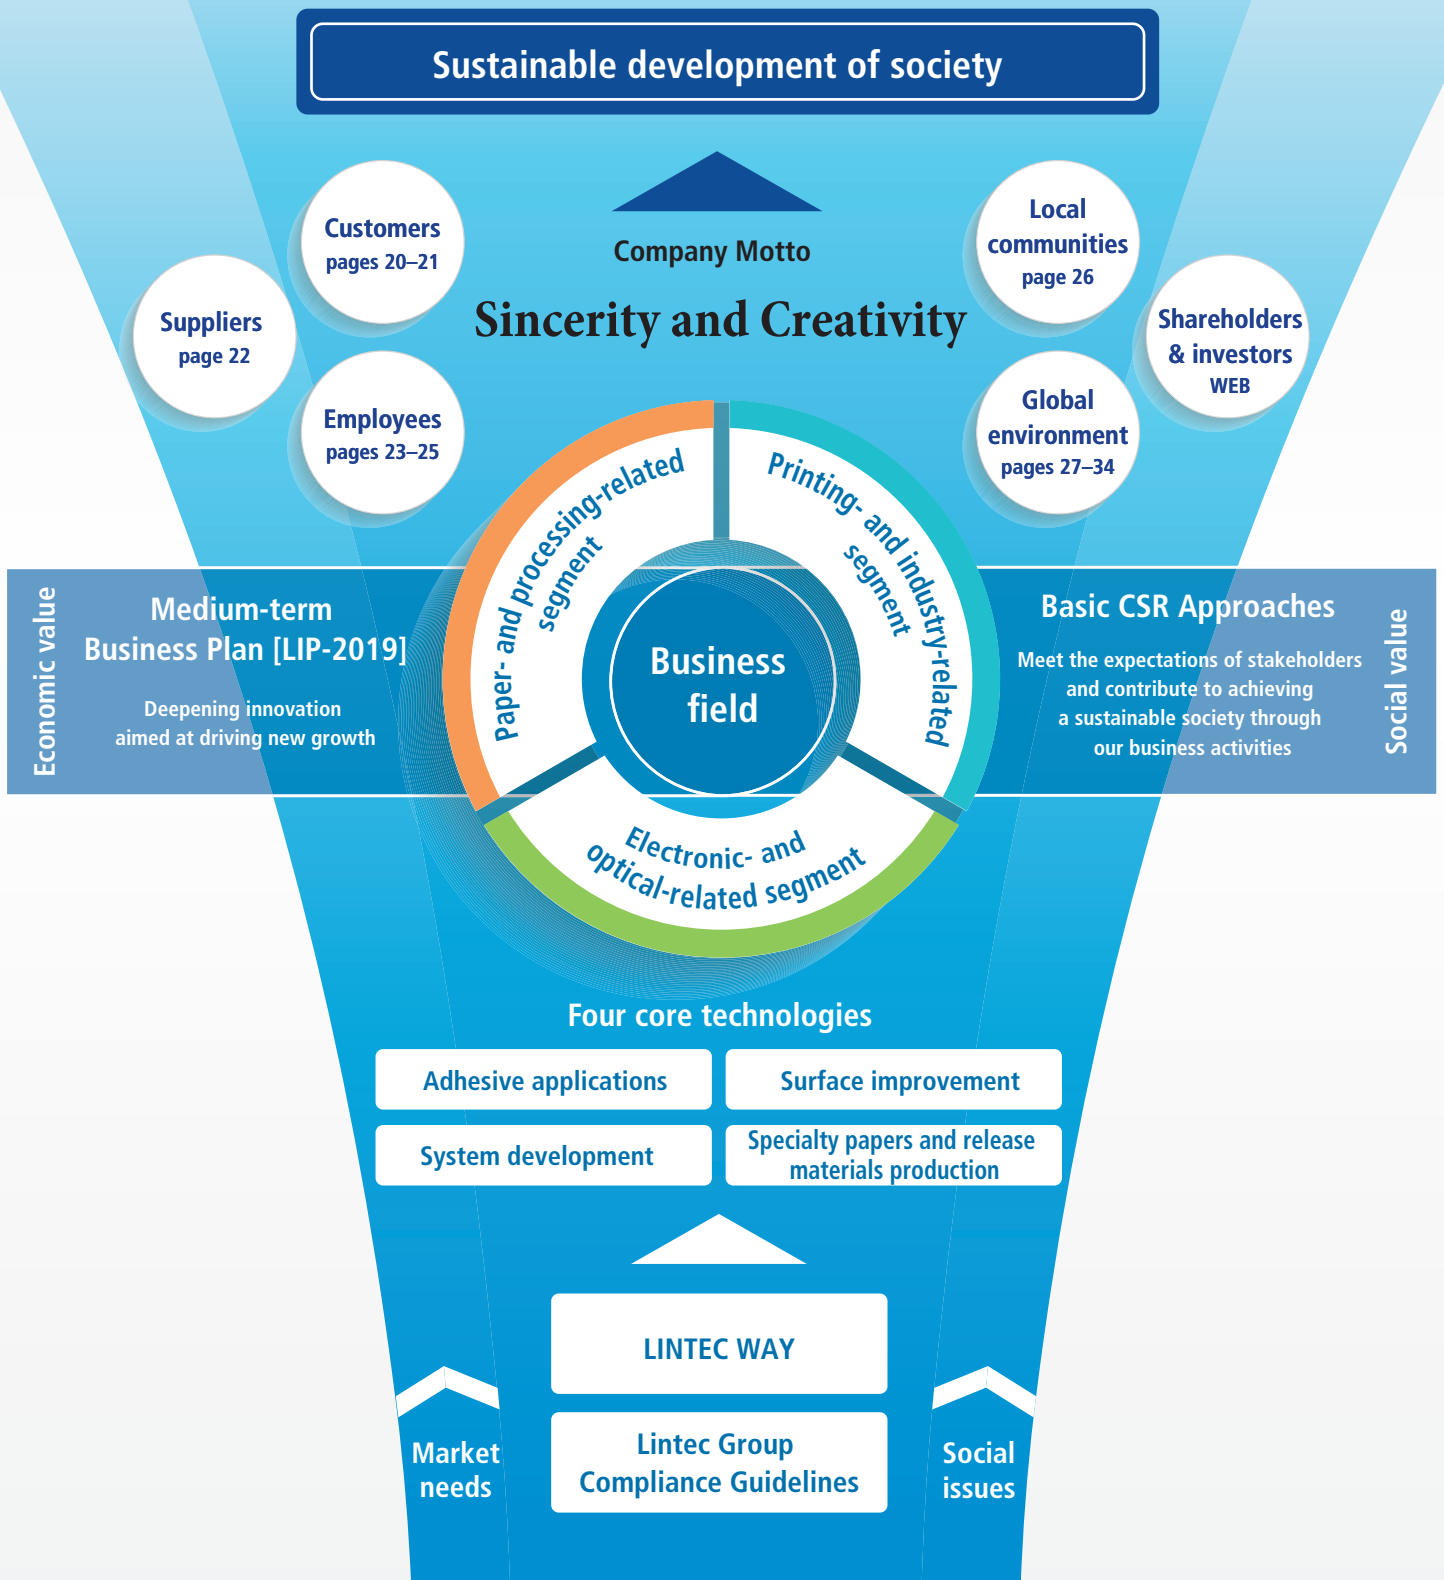 Sustainable development of society
Customers
pages 20–21
Suppliers
page 22
Employees
pages 23–25
Company Motto
Sincerity and Creativity
Local
communities
page 26
Shareholders
& investors
WEB
Global
environment
pages 27–34
Economic value
Medium-term
Business Plan [LIP-2019]
Deepening innovation
aimed at driving new growth
Paper- and processing-related
segment
Printing- and industry-related
segment
Business
field
Electronic- and
optical-related segment
Basic CSR Approaches
Meet the expectations of stakeholders
and contribute to achieving
a sustainable society through
our business activities
Social value
Four core technologies
Adhesive applications
Surface improvement
System development
Specialty papers and release
materials production
LINTEC WAY
Lintec Group
Compliance Guidelines
Market
needs
Social
issues